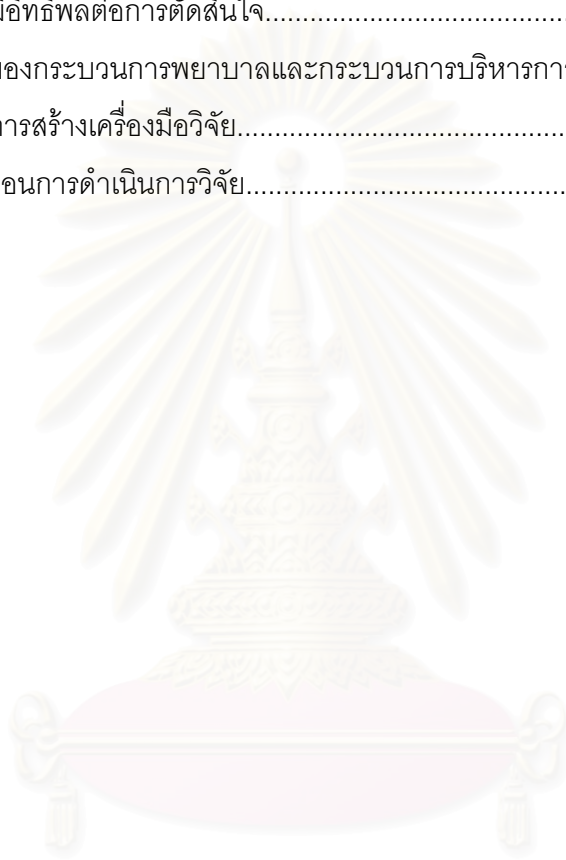 มีอิทธิพลต่อการตัดสินใจ......................................
ของกระบวนการพยาบาลและกระบวนการบริหารการ
การสร้างเครื่องมือวิจัย..........................................
อนการดำเนินการวิจัย..........................................